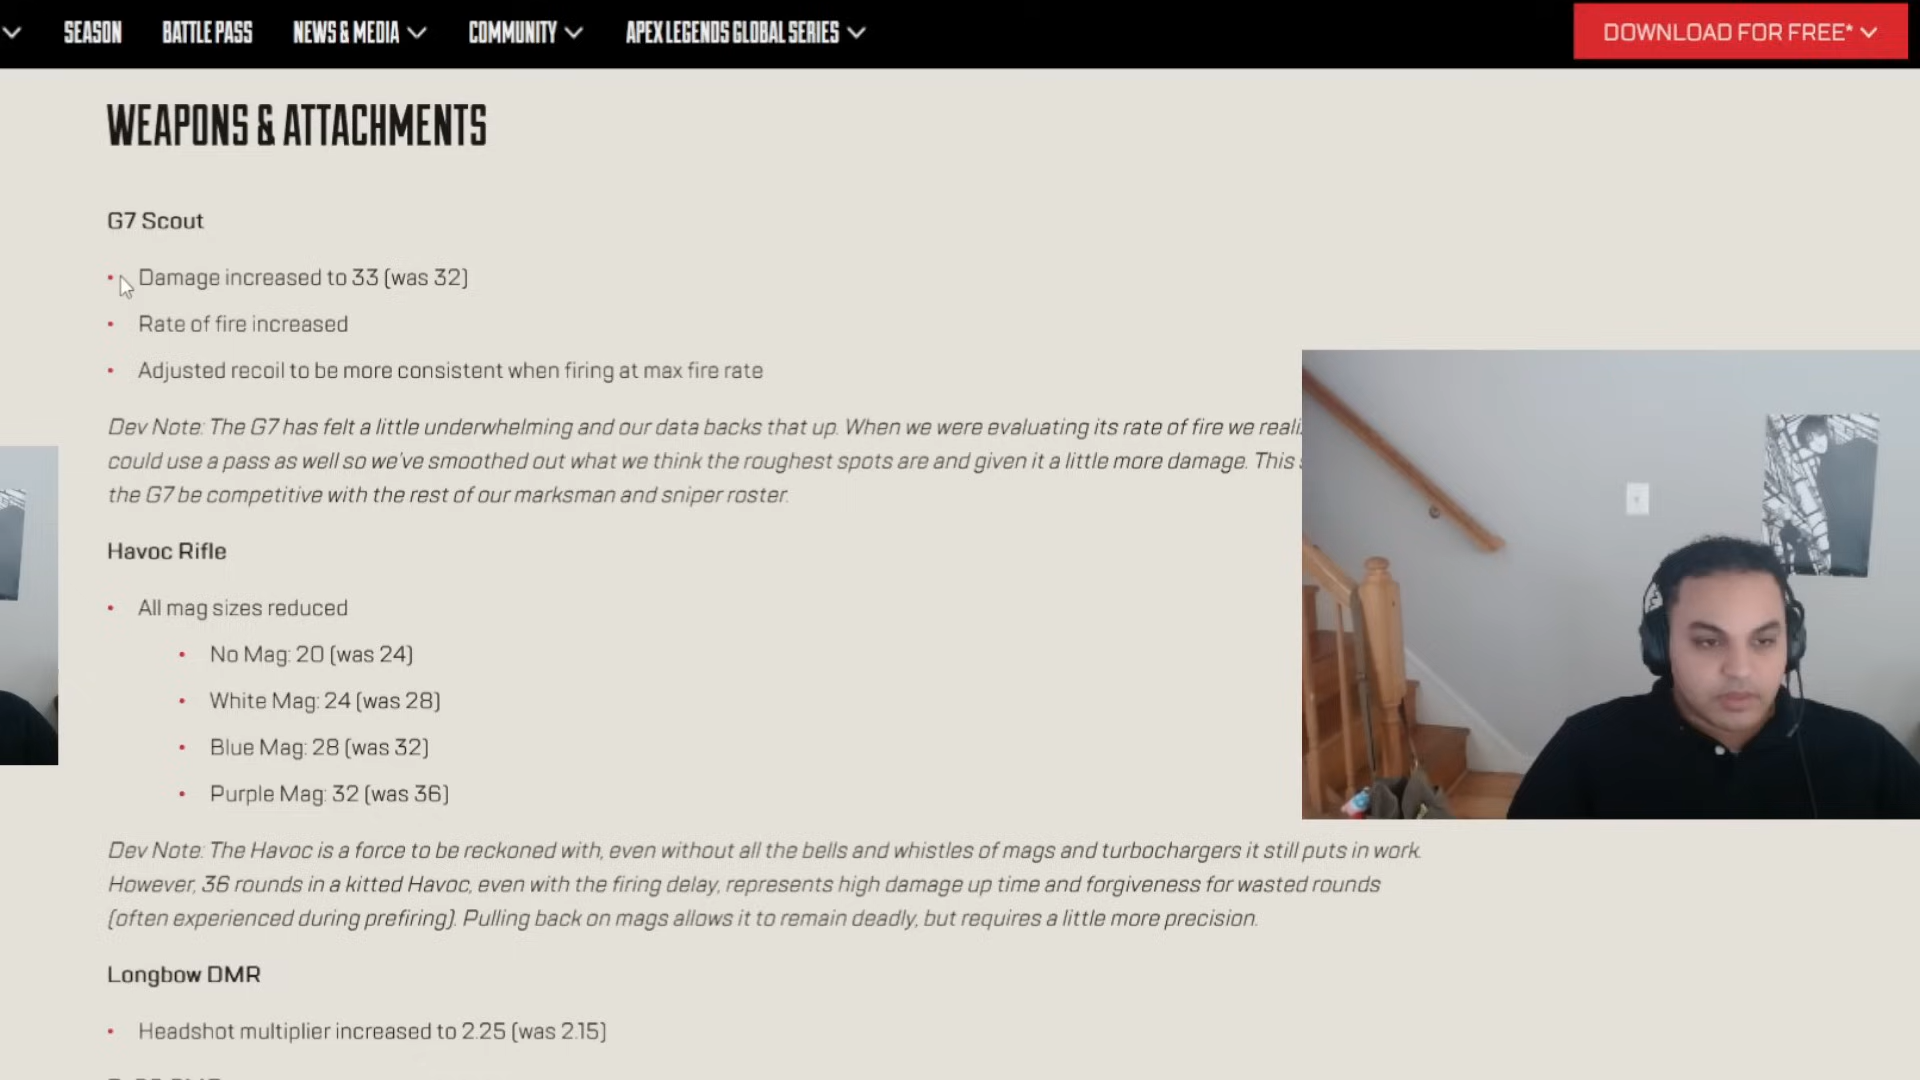 SEASON BATTLE PASS NEWS & MEDIA COMMUNITY APEX LEGENDS GLOBAL SERIES DOWNLOAD FOR FREE*
WEAPONS & ATTACHMENTS
G7 Scout
• Damage increased to 33 (was 32)
• Rate of fire increased
• Adjusted recoil to be more consistent when firing at max fire rate
Dev Note: The G7 has felt a little underwhelming and our data backs that up. When we were evaluating its rate of fire we
could use a pass as well so we've smoothed out what we think the roughest spots are and given it a little more damage. This
the G7 be competitive with the rest of our marksman and sniper roster.
Havoc Rifle
• All mag sizes reduced
• No Mag: 20 (was 24)
• White Mag: 24 (was 28)
• Blue Mag: 28 (was 32)
• Purple Mag: 32 (was 36)
Dev Note: The Havoc is a force to be reckoned with, even without all the bells and whistles of mags and turbochargers it still puts in work.
However, 36 rounds in a kitted Havoc, even with the firing delay, represents high damage up time and forgiveness for wasted rounds
(often experienced during prefiring). Pulling back on mags allows it to remain deadly, but requires a little more precision.
Longbow DMR
• Headshot multiplier increased to 2.25 (was 2.15)